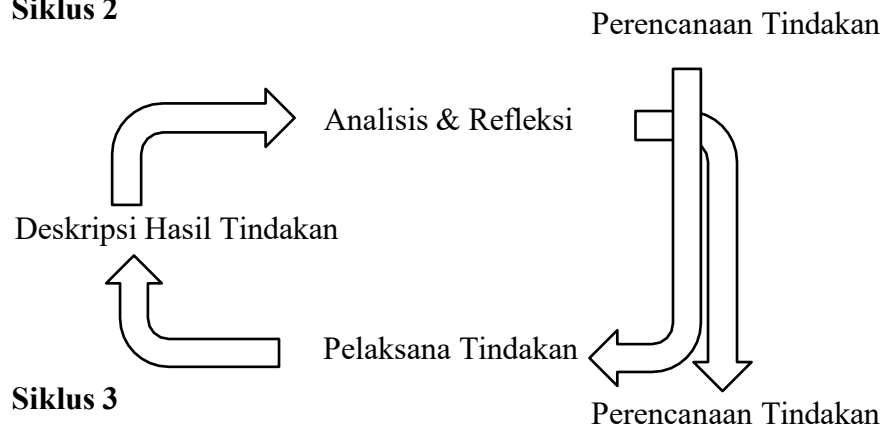 Siklus 2
Perencanaan Tindakan
Analisis & Refleksi
Deskripsi Hasil Tindakan
Pelaksana Tindakan
Siklus 3
Perencanaan Tindakan